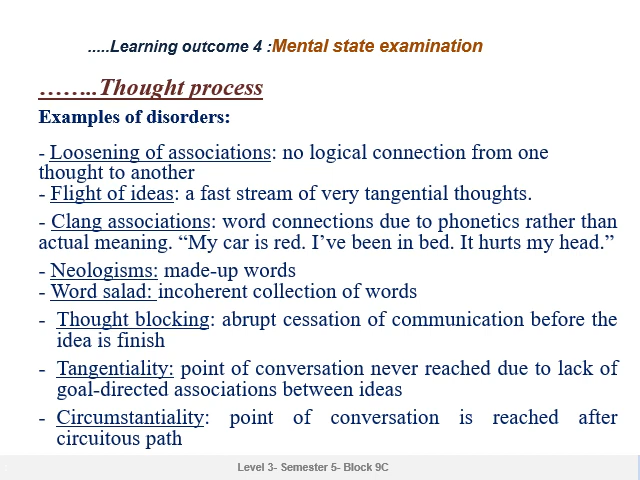 .....Learning outcome 4 :Mental state examination
……..Thought process
Examples of disorders:
- Loosening of associations: no logical connection from one
thought to another
- Flight of ideas: a fast stream of very tangential thoughts.
- Clang associations: word connections due to phonetics rather than
actual meaning. “My car is red. I’ve been in bed. It hurts my head.”
- Neologisms: made-up words
- Word salad: incoherent collection of words
- Thought blocking: abrupt cessation of communication before the
idea is finish
- Tangentiality: point of conversation never reached due to lack of
goal-directed associations between ideas
- Circumstantiality: point of conversation is reached after
circuitous path
Level 3- Semester 5- Block 9C